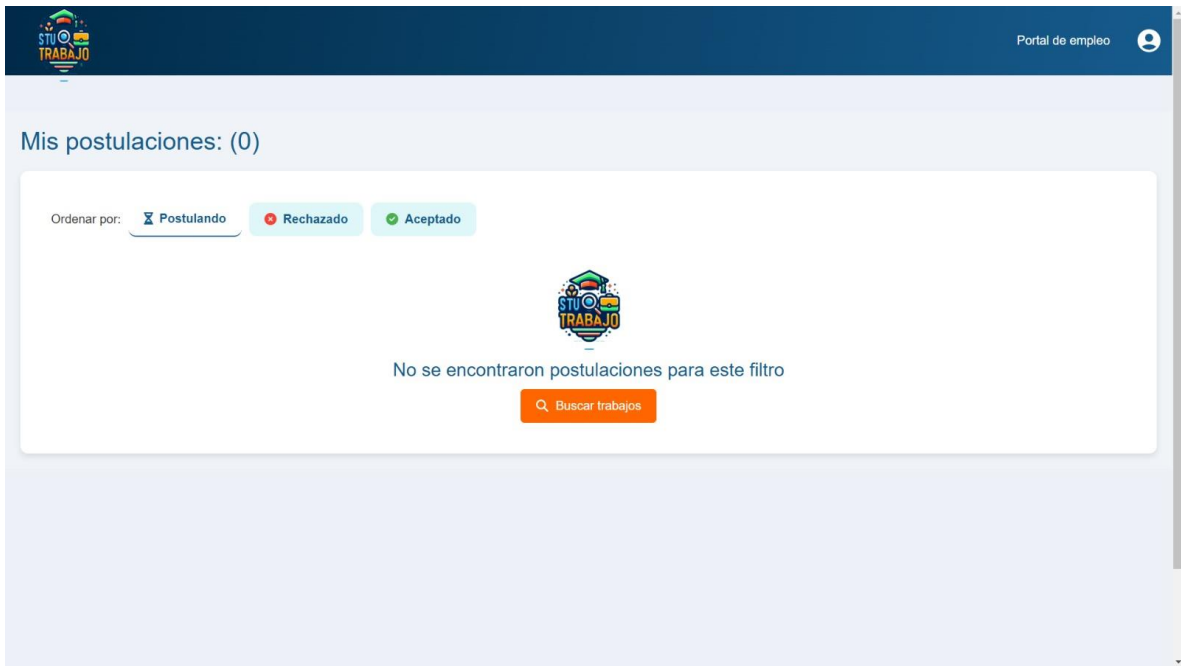 STU
TRABAJO
Portal de empleo
Mis postulaciones: (0)
Ordenar por: Postulando Rechazado Aceptado
STU
TRABAJO
No se encontraron postulaciones para este filtro
Buscar trabajos